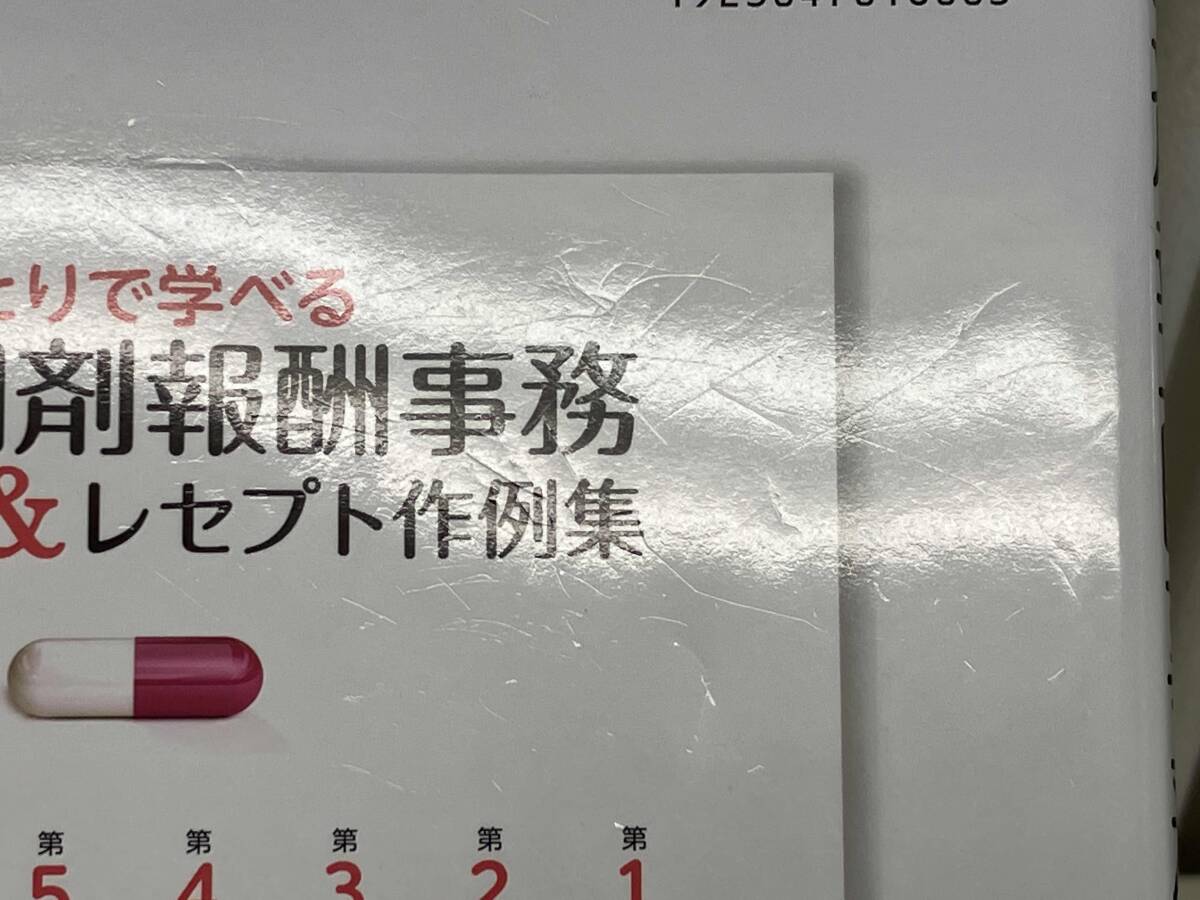 とりで学べる
剤報酬事務
&レセプト作例集
第5 第4 第3 第2 第1